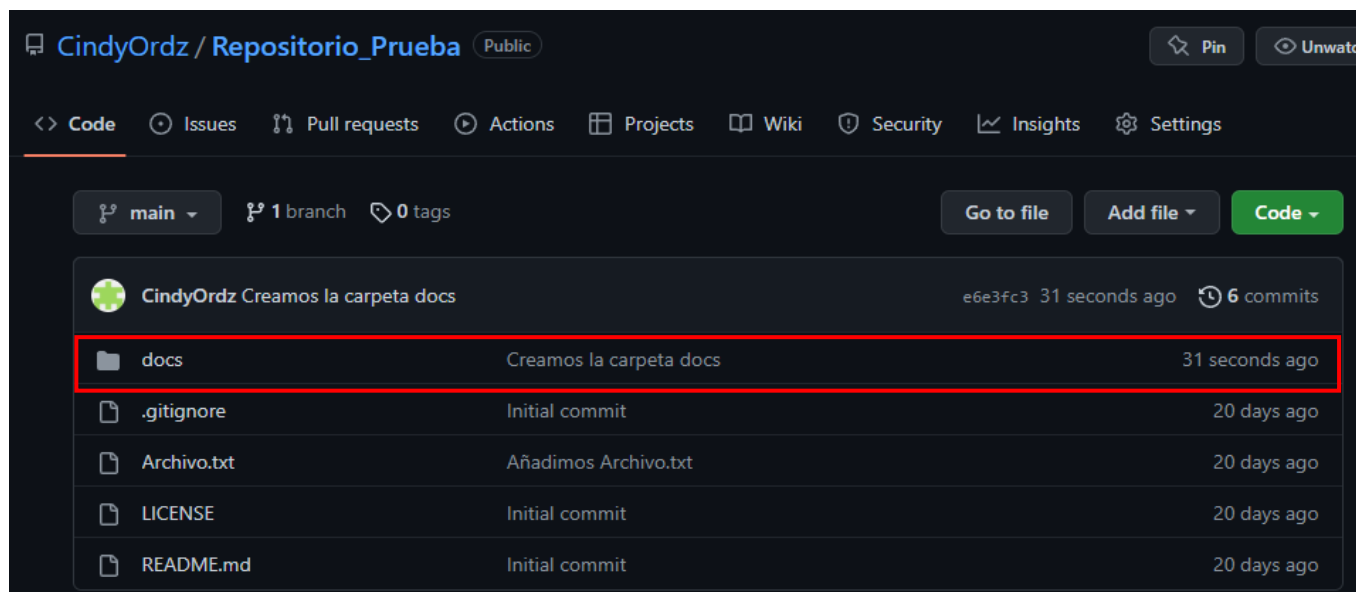 CindyOrdz / Repositorio_Prueba Public Pin
Code Issues Pull requests Actions Projects Wiki Security Insights Settings
main 1 branch 0 tags Go to file Add file Code
CindyOrdz Creamos la carpeta docs e6e3fc3 31 seconds ago 6 commits
docs Creamos la carpeta docs 31 seconds ago
.gitignore Initial commit 20 days ago
Archivo.txt Añadimos Archivo.txt 20 days ago
LICENSE Initial commit 20 days ago
README.md Initial commit 20 days ago